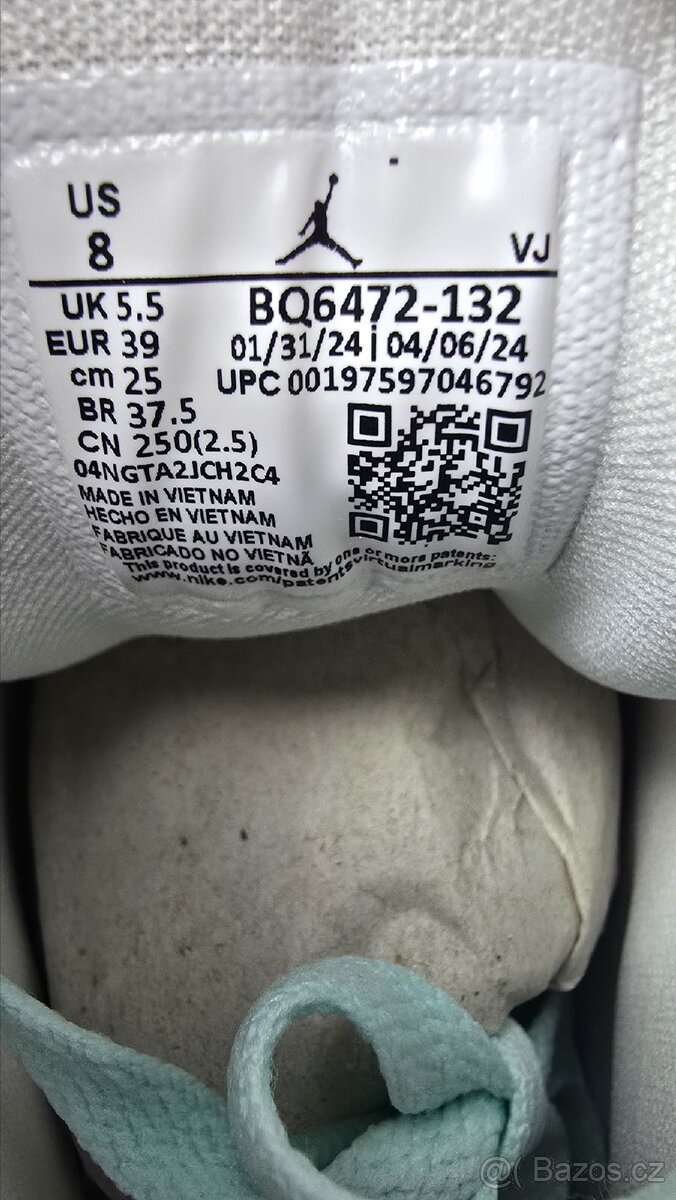 US
8
VJ
UK 5.5
BQ6472-132
EUR 39
01/31/24 | 04/06/24
cm 25
UPC 00197597046792
BR 37.5
CN 250(2.5)
04NGTA2JCH2C4
MADE IN VIETNAM
HECHO EN VIETNAM
FABRIQUE AU VIETNAM
FABRICADO NO VIETNÃ
This product is covered by one or more patents:
www.nike.com/patentsvirtualmarking
@( Bazos.cz